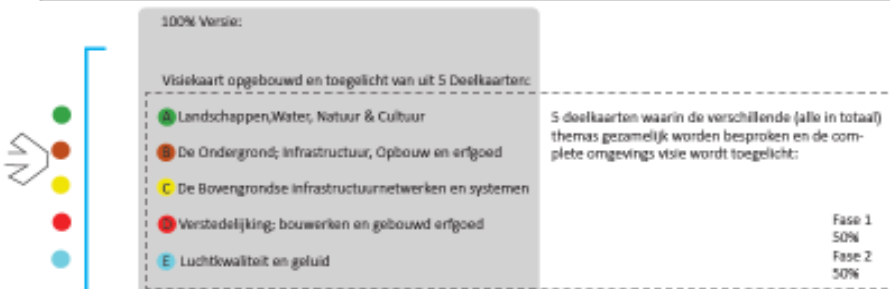 100% Versie:
Visiekaart opgebouwd en toegelicht van uit 5 Deelkaarten:
A Landschappen,Water, Natuur & Cultuur
B De Ondergrond; Infrastructuur, Opbouw en erfgoed
C De Bovengrondse infrastructuurnetwerken en systemen
D Verstedelijking; bouwerken en gebouwd erfgoed
E Luchtkwaliteit en geluid
5 deelkaarten waarin de verschillende (alle in totaal)
themas gezamelijk worden besproken en de com-
plete omgevings visie wordt toegelicht:
Fase 1
50%
Fase 2
50%